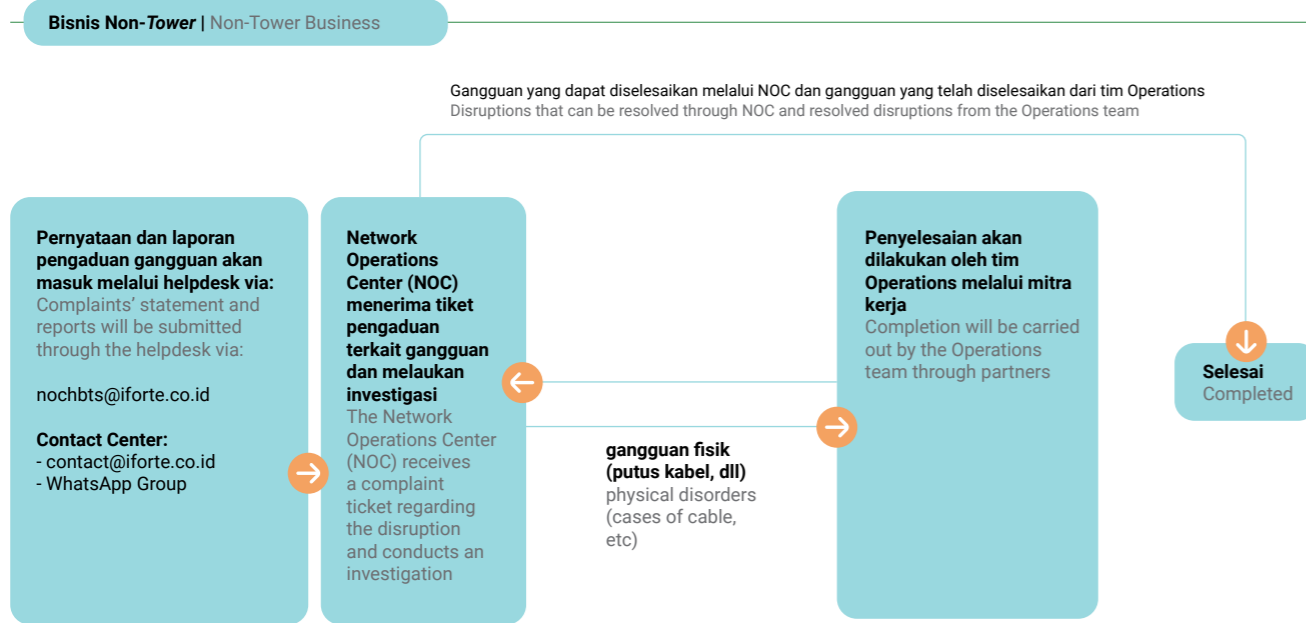 Bisnis Non-Tower | Non-Tower Business
Gangguan yang dapat diselesaikan melalui NOC dan gangguan yang telah diselesaikan dari tim Operations
Disruptions that can be resolved through NOC and resolved disruptions from the Operations team
Pernyataan dan laporan
pengaduan gangguan akan
masuk melalui helpdesk via:
Complaints’ statement and
reports will be submitted
through the helpdesk via:
nochbts@iforte.co.id
Contact Center:
- contact@iforte.co.id
- WhatsApp Group
Network
Operations
Center (NOC)
menerima tiket
pengaduan
terkait gangguan
dan melaukan
investigasi
The Network
Operations Center
(NOC) receives
a complaint
ticket regarding
the disruption
and conducts an
investigation
gangguan fisik
(putus kabel, dll)
physical disorders
(cases of cable,
etc)
Penyelesaian akan
dilakukan oleh tim
Operations melalui mitra
kerja
Completion will be carried
out by the Operations
team through partners
Selesai
Completed